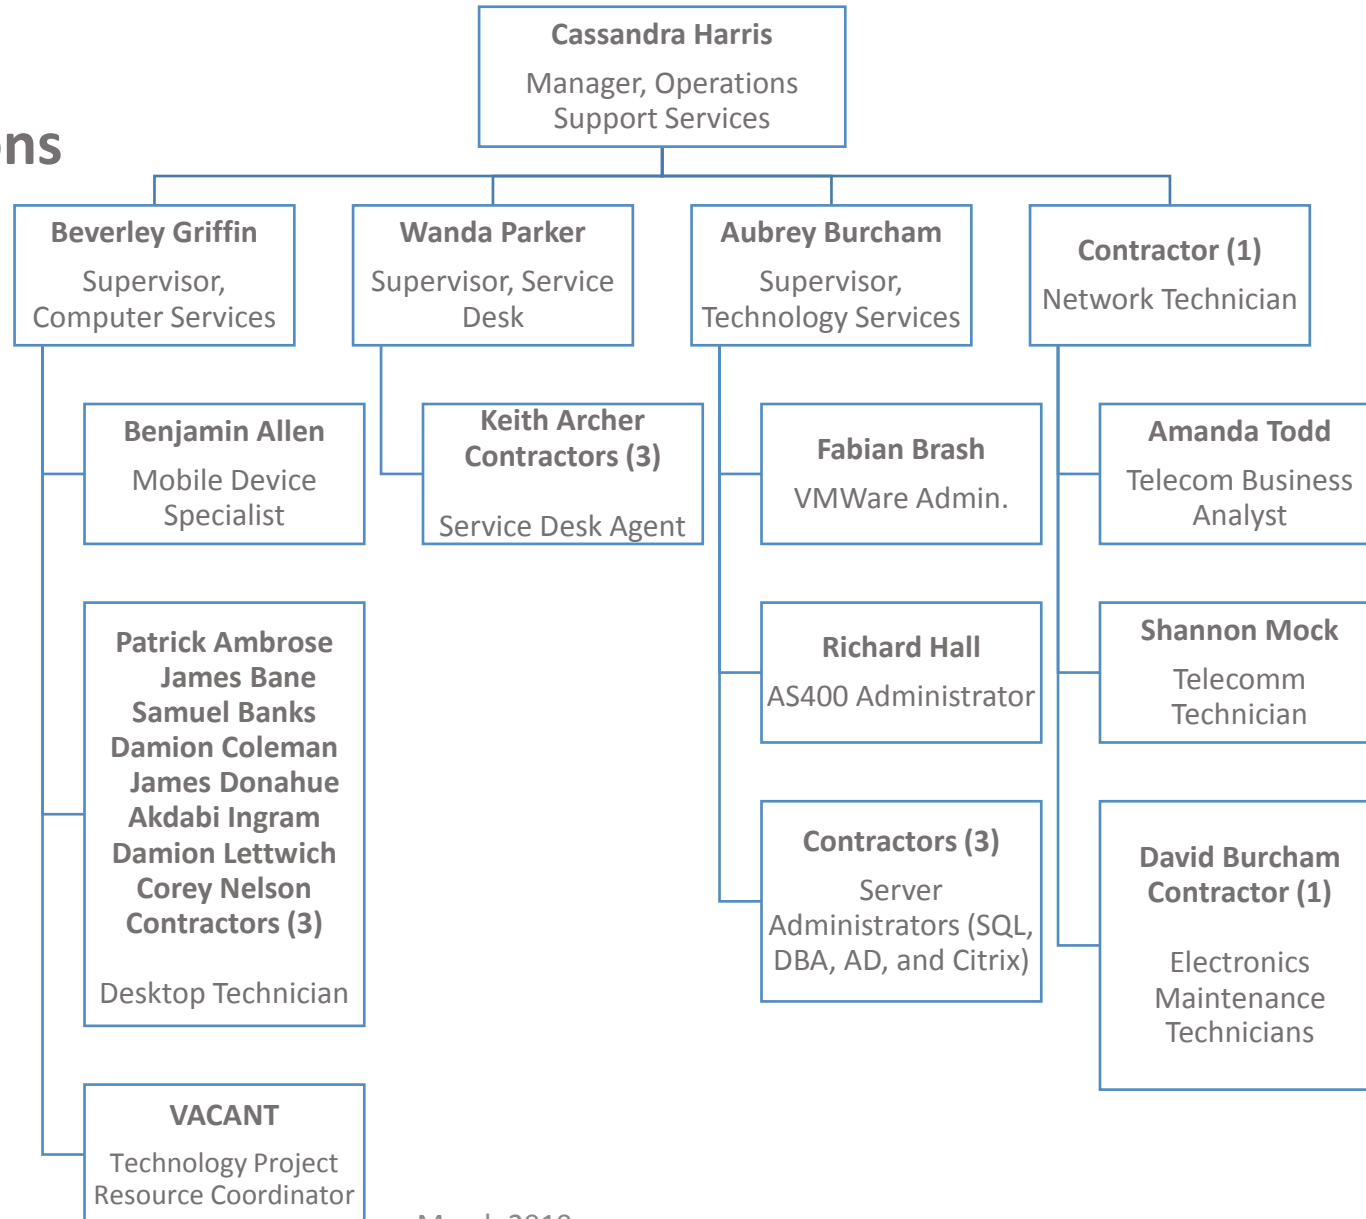 Cassandra Harris
Manager, Operations
Support Services
ons
Beverley Griffin
Supervisor,
Computer Services
Wanda Parker
Supervisor, Service
Desk
Aubrey Burcham
Supervisor,
Technology Services
Contractor (1)
Network Technician
Benjamin Allen
Mobile Device
Specialist
Patrick Ambrose
James Bane
Samuel Banks
Damion Coleman
James Donahue
Akdabi Ingram
Damion Lettwich
Corey Nelson
Contractors (3)
Desktop Technician
VACANT
Technology Project
Resource Coordinator
Keith Archer
Contractors (3)
Service Desk Agent
Fabian Brash
VMWare Admin.
Richard Hall
AS400 Administrator
Contractors (3)
Server
Administrators (SQL,
DBA, AD, and Citrix)
Amanda Todd
Telecom Business
Analyst
Shannon Mock
Telecomm
Technician
David Burcham
Contractor (1)
Electronics
Maintenance
Technicians